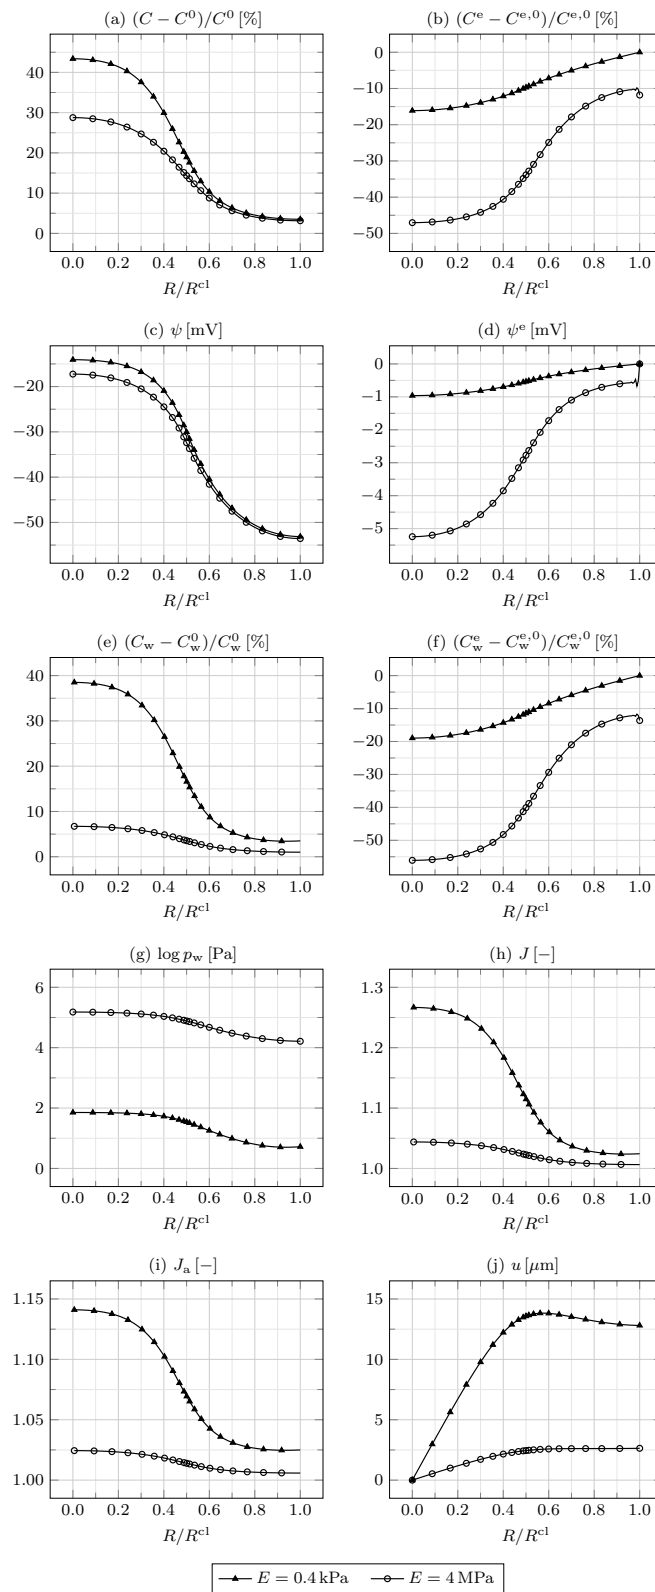 (a) (C − C⁰)/C⁰ [%]
40
30
20
10
0
0.0 0.2 0.4 0.6 0.8 1.0
R/Rᶜˡ
(b) (Cᵉ − Cᵉ,⁰)/Cᵉ,⁰ [%]
0
−10
−20
−30
−40
−50
0.0 0.2 0.4 0.6 0.8 1.0
R/Rᶜˡ
(c) ψ [mV]
−20
−30
−40
−50
0.0 0.2 0.4 0.6 0.8 1.0
R/Rᶜˡ
(d) ψᵉ [mV]
0
−1
−2
−3
−4
−5
0.0 0.2 0.4 0.6 0.8 1.0
R/Rᶜˡ
(e) (C_w − C_w⁰)/C_w⁰ [%]
40
30
20
10
0
0.0 0.2 0.4 0.6 0.8 1.0
R/Rᶜˡ
(f) (C_wᵉ − C_wᵉ,⁰)/C_wᵉ,⁰ [%]
0
−10
−20
−30
−40
−50
0.0 0.2 0.4 0.6 0.8 1.0
R/Rᶜˡ
(g) log p_w [Pa]
6
4
2
0
0.0 0.2 0.4 0.6 0.8 1.0
R/Rᶜˡ
(h) J [−]
1.3
1.2
1.1
1.0
0.0 0.2 0.4 0.6 0.8 1.0
R/Rᶜˡ
(i) Jₐ [−]
1.15
1.10
1.05
1.00
0.0 0.2 0.4 0.6 0.8 1.0
R/Rᶜˡ
(j) u [μm]
15
10
5
0
0.0 0.2 0.4 0.6 0.8 1.0
R/Rᶜˡ
E = 0.4 kPa E = 4 MPa